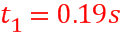 t₁ = 0.19s